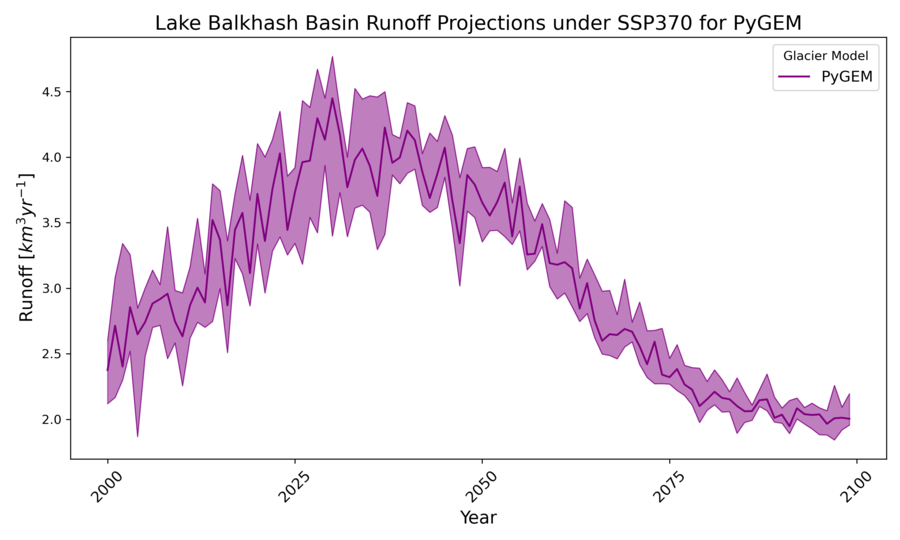 Lake Balkhash Basin Runoff Projections under SSP370 for PyGEM
Glacier Model
PyGEM
Runoff [km³yr⁻¹]
4.5
4.0
3.5
3.0
2.5
2.0
2000
2025
2050
2075
2100
Year